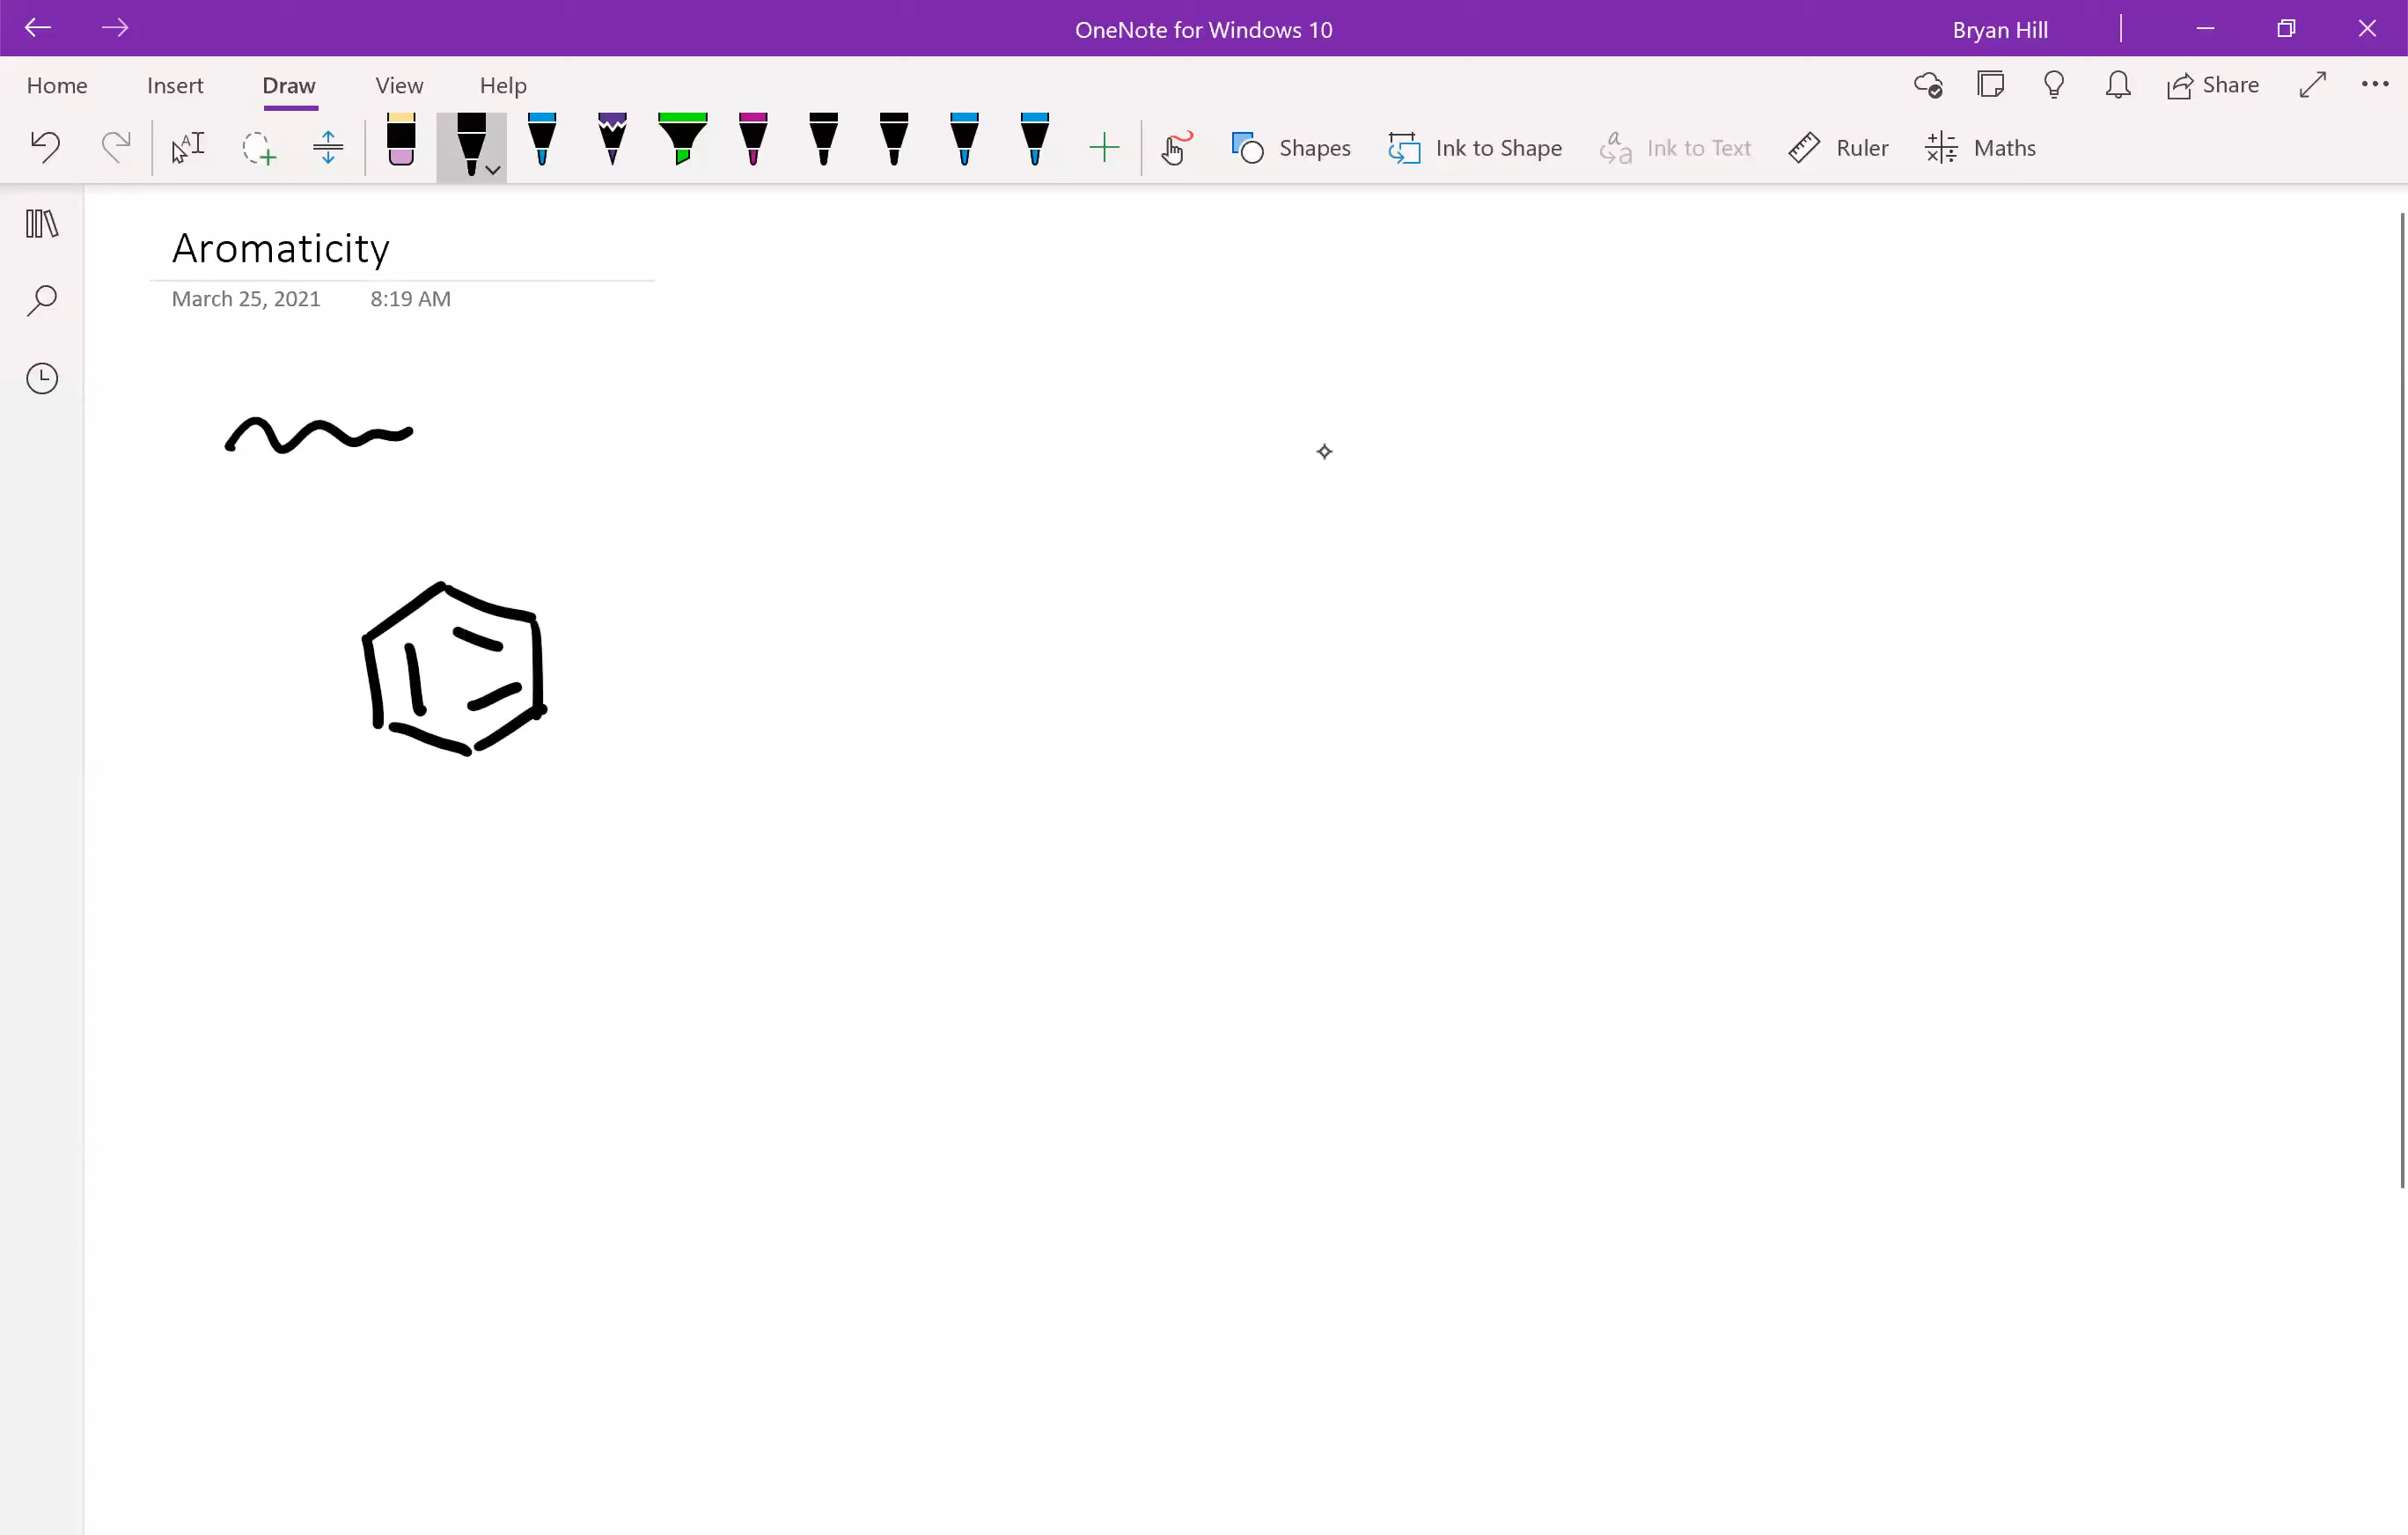 OneNote for Windows 10
Bryan Hill
Home Insert Draw View Help
Share
Shapes Ink to Shape Ink to Text Ruler Maths
Aromaticity
March 25, 2021 8:19 AM